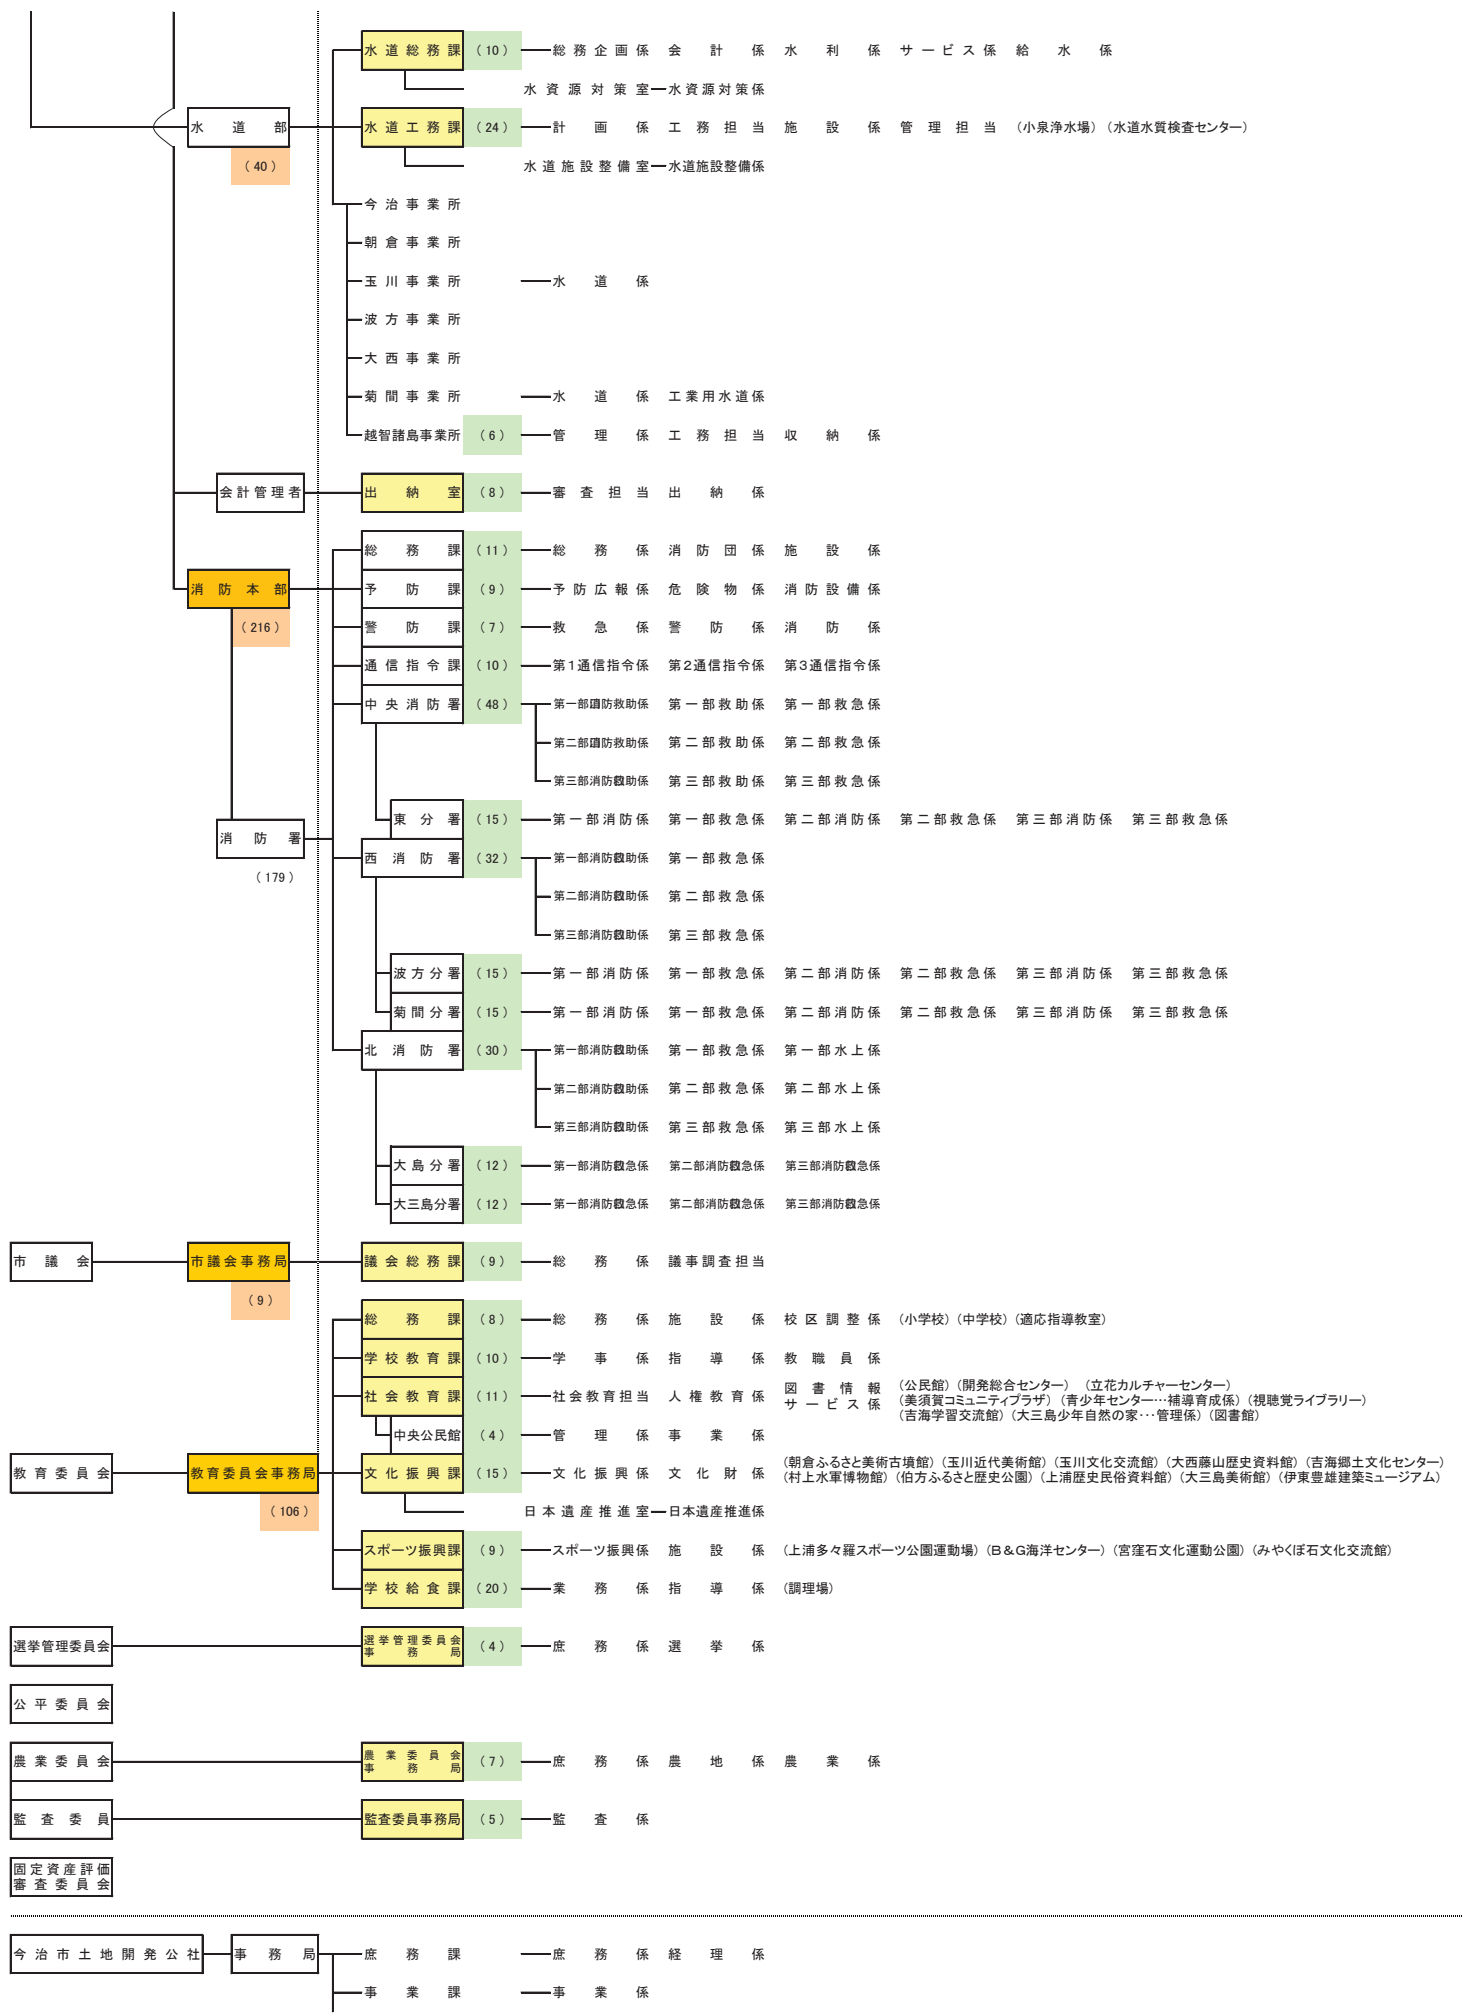 水道総務課 (10) 総務企画係 会計係 水利係 サービス係 給水係
水資源対策室 水資源対策係
水道部 水道工務課 (24) 計画係 工務担当 施設係 管理担当 (小泉浄水場) (水道水質検査センター)
(40) 水道施設整備室 水道施設整備係
今治事業所
朝倉事業所
玉川事業所 水道係
波方事業所
大西事業所
菊間事業所 水道係 工業用水道係
越智諸島事業所 (6) 管理係 工務担当 収納係
会計管理者 出納室 (8) 審査担当 出納係
総務課 (11) 総務係 消防団係 施設係
消防本部 予防課 (9) 予防広報係 危険物係 消防設備係
(216) 警防課 (7) 救急係 警防係 消防係
通信指令課 (10) 第1通信指令係 第2通信指令係 第3通信指令係
中央消防署 (48) 第一部消防救助係 第一部救助係 第一部救急係
第二部消防救助係 第二部救助係 第二部救急係
第三部消防救助係 第三部救助係 第三部救急係
東分署 (15) 第一部消防係 第一部救急係 第二部消防係 第二部救急係 第三部消防係 第三部救急係
消防署
西消防署 (32) 第一部消防救助係 第一部救急係
(179)
第二部消防救助係 第二部救急係
第三部消防救助係 第三部救急係
波方分署 (15) 第一部消防係 第一部救急係 第二部消防係 第二部救急係 第三部消防係 第三部救急係
菊間分署 (15) 第一部消防係 第一部救急係 第二部消防係 第二部救急係 第三部消防係 第三部救急係
北消防署 (30) 第一部消防救助係 第一部救急係 第一部水上係
第二部消防救助係 第二部救急係 第二部水上係
第三部消防救助係 第三部救急係 第三部水上係
大島分署 (12) 第一部消防救急係 第二部消防救急係 第三部消防救急係
大三島分署 (12) 第一部消防救急係 第二部消防救急係 第三部消防救急係
市議会 市議会事務局 議会総務課 (9) 総務係 議事調査担当
(9)
総務課 (8) 総務係 施設係 校区調整係 (小学校) (中学校) (適応指導教室)
学校教育課 (10) 学事係 指導係 教職員係
社会教育課 (11) 社会教育担当 人権教育係 図書情報サービス係
(公民館) (開発総合センター) (立花カルチャーセンター)
(美須賀コミュニティプラザ) (青少年センター…補導育成係) (視聴覚ライブラリー)
(吉海学習交流館) (大三島少年自然の家…管理係) (図書館)
中央公民館 (4) 管理係 事業係
教育委員会 教育委員会事務局 文化振興課 (15) 文化振興係 文化財係
(朝倉ふるさと美術古墳館) (玉川近代美術館) (玉川文化交流館) (大西藤山歴史資料館) (吉海郷土文化センター)
(村上水軍博物館) (伯方ふるさと歴史公園) (上浦歴史民俗資料館) (大三島美術館) (伊東豊雄建築ミュージアム)
(106) 日本遺産推進室 日本遺産推進係
スポーツ振興課 (9) スポーツ振興係 施設係 (上浦多々羅スポーツ公園運動場) (B&G海洋センター) (宮窪石文化運動公園) (みやくぼ石文化交流館)
学校給食課 (20) 業務係 指導係 (調理場)
選挙管理委員会 選挙管理委員会事務局 (4) 庶務係 選挙係
公平委員会
農業委員会 農業委員会事務局 (7) 庶務係 農地係 農業係
監査委員 監査委員事務局 (5) 監査係
固定資産評価
審査委員会
今治市土地開発公社 事務局 庶務課 庶務係 経理係
事業課 事業係